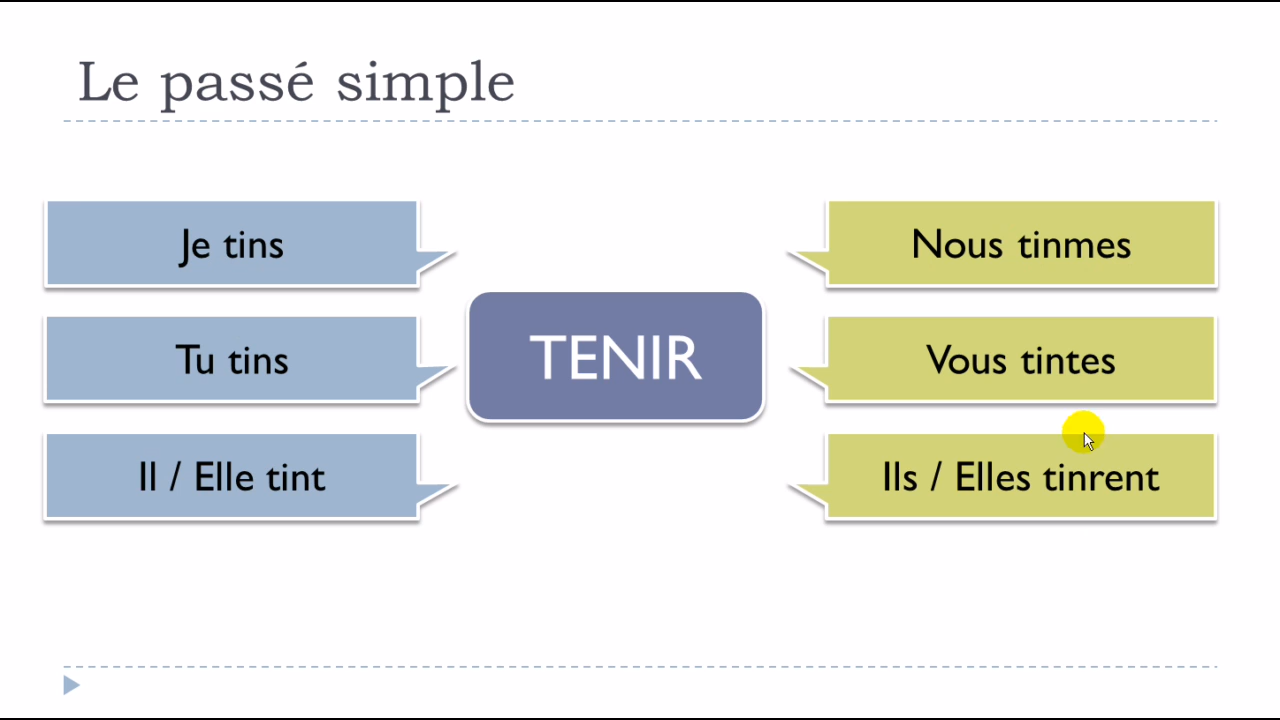 Le passé simple
Je tins
Tu tins
Il / Elle tint
TENIR
Nous tinmes
Vous tintes
Ils / Elles tinrent